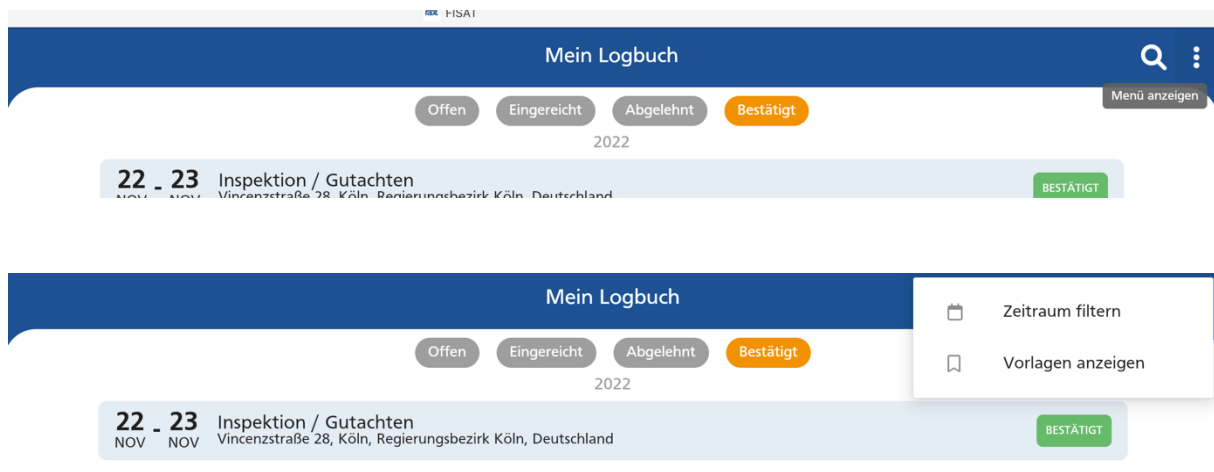 FISAT
Mein Logbuch
Menü anzeigen
Offen Eingereicht Abgelehnt Bestätigt
2022
22 - 23 Inspektion / Gutachten
NOV NOV Vincenzstraße 28, Köln, Regierungsbezirk Köln, Deutschland
BESTÄTIGT
Mein Logbuch
Zeitraum filtern
Vorlagen anzeigen
Offen Eingereicht Abgelehnt Bestätigt
2022
22 - 23 Inspektion / Gutachten
NOV NOV Vincenzstraße 28, Köln, Regierungsbezirk Köln, Deutschland
BESTÄTIGT